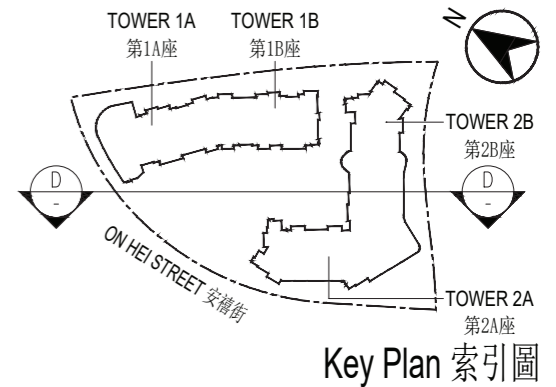 TOWER 1A
第1A座
TOWER 1B
第1B座
N
TOWER 2B
第2B座
D
-
D
-
ON HEI STREET 安禧街
TOWER 2A
第2A座
Key Plan 索引圖